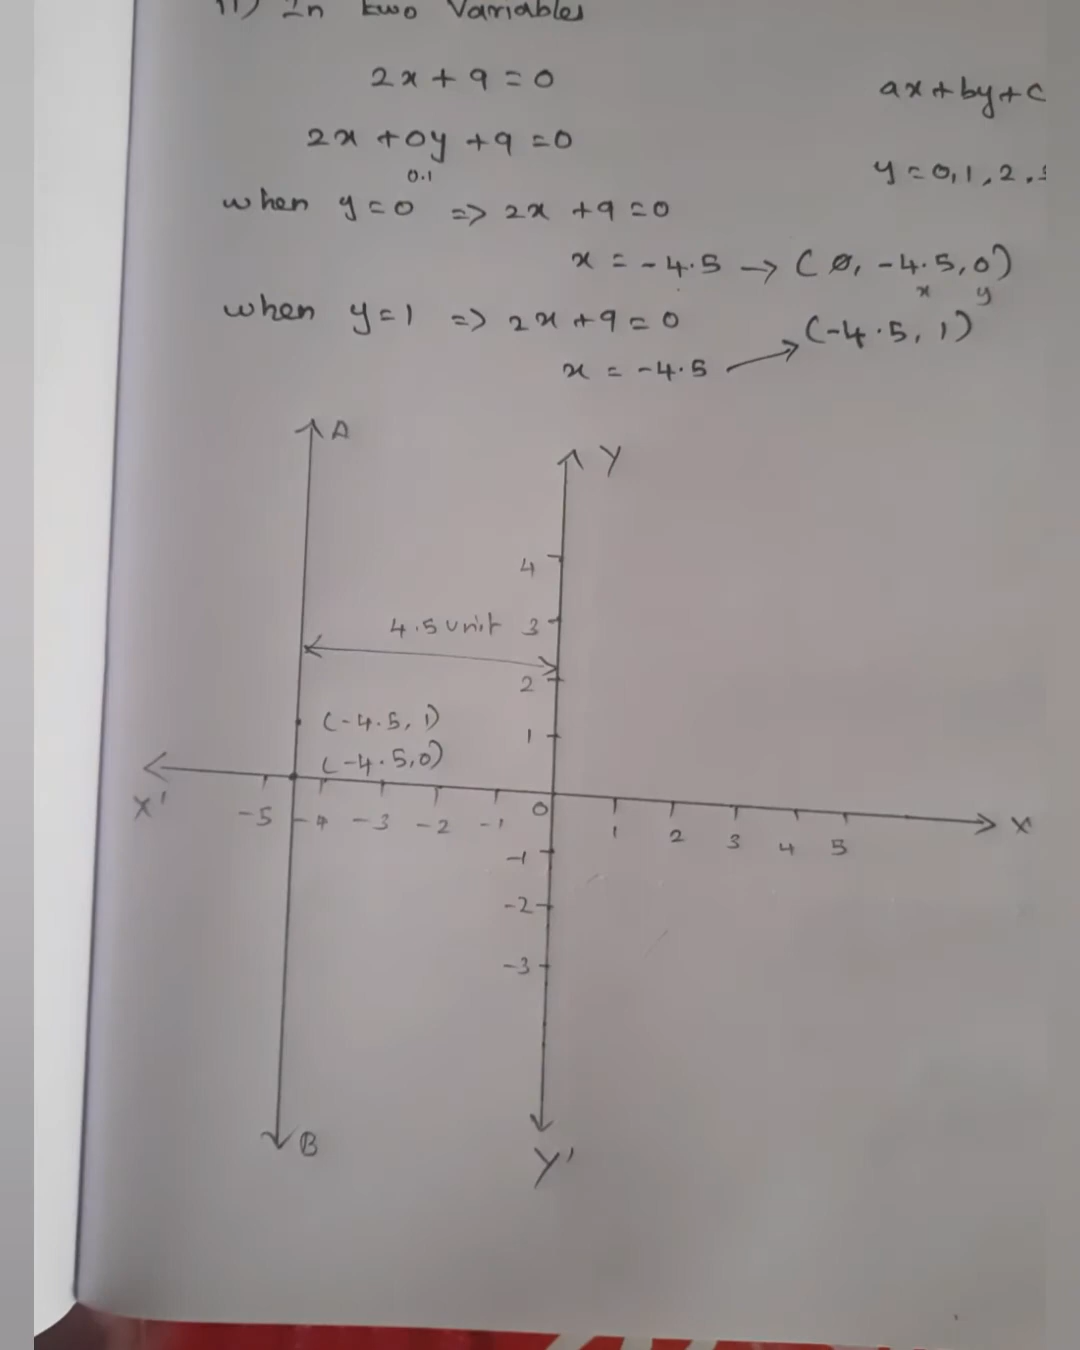 11) In two Variables
2x + 9 = 0
ax + by + c
2x + 0y + 9 = 0
y = 0, 1, 2,
0.1
when y = 0 => 2x + 9 = 0
x = -4.5 → (0, -4.5, 0)
x y
when y = 1 => 2x + 9 = 0
(-4.5, 1)
x = -4.5
A
Y
4
4.5 unit 3
2
(-4.5, 1)
1
(-4.5, 0)
X'
-5 -4 -3 -2 -1 0 1 2 3 4 5
X
-1
-2
-3
B
Y'